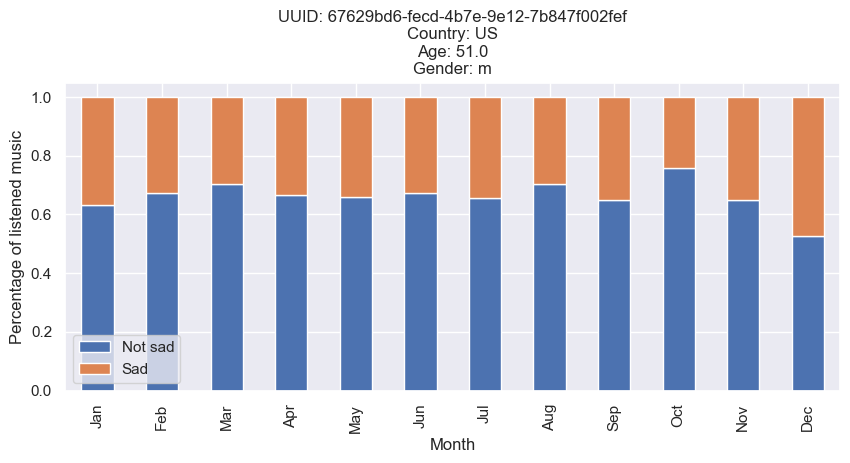 UUID: 67629bd6-fecd-4b7e-9e12-7b847f002fef
Country: US
Age: 51.0
Gender: m
Percentage of listened music
1.0
0.8
0.6
0.4
0.2
0.0
Not sad
Sad
Jan
Feb
Mar
Apr
May
Jun
Jul
Aug
Sep
Oct
Nov
Dec
Month